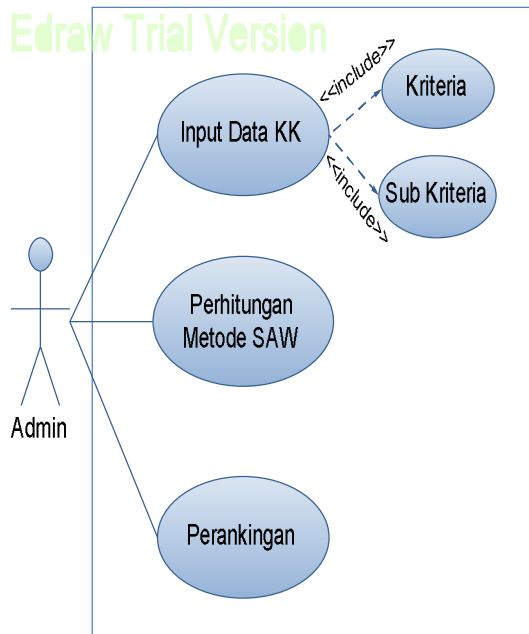 Edraw Trial Version
<<include>>
Kriteria
Input Data KK
<<include>>
Sub Kriteria
Perhitungan
Metode SAW
Admin
Perankingan